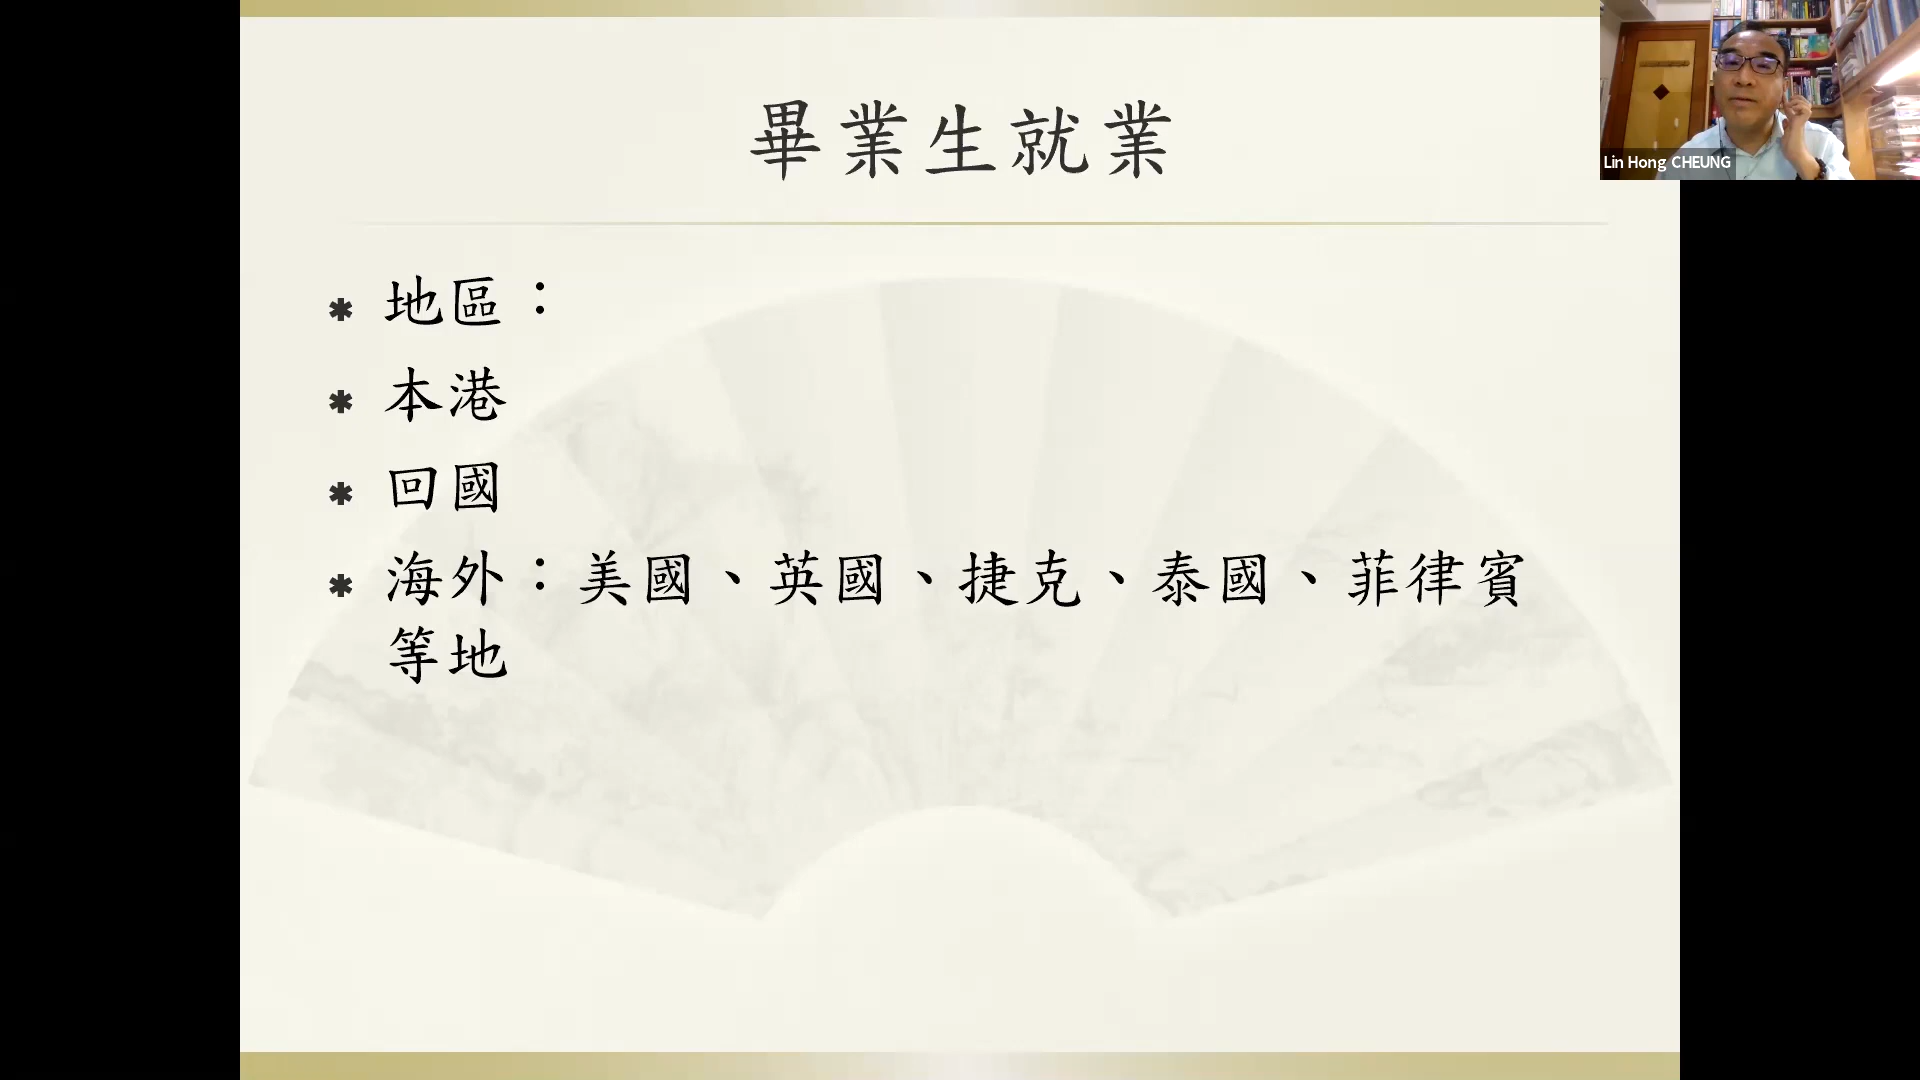 畢業生就業
Lin Hong CHEUNG
✱ 地區：
✱ 本港
✱ 回國
✱ 海外：美國、英國、捷克、泰國、菲律賓
等地